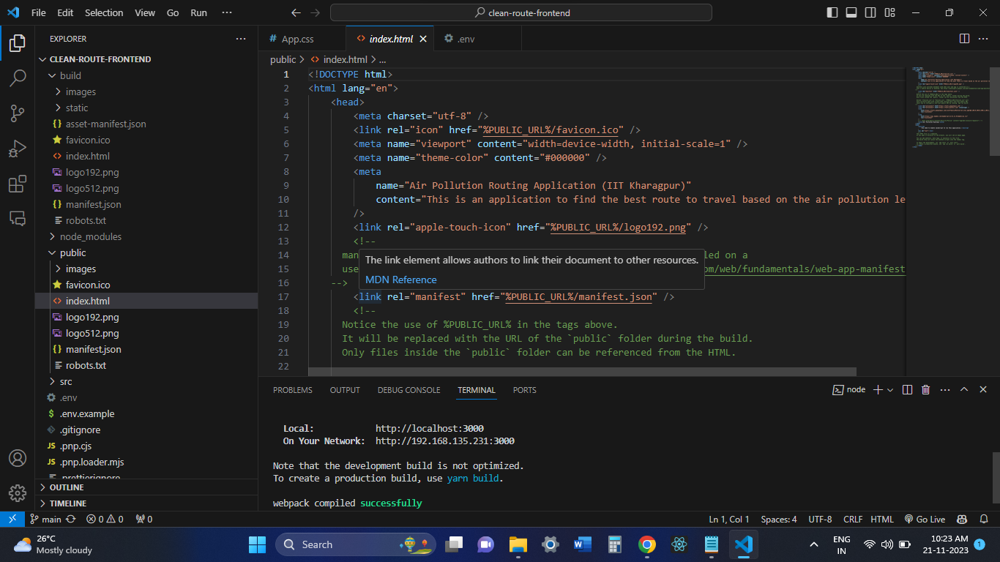 File Edit Selection View Go Run ··· clean-route-frontend
EXPLORER ···
CLEAN-ROUTE-FRONTEND
build
images
static
{} asset-manifest.json
favicon.ico
<> index.html
logo192.png
logo512.png
{} manifest.json
robots.txt
node_modules
public
images
favicon.ico
<> index.html
logo192.png
logo512.png
{} manifest.json
robots.txt
src
.env
$ .env.example
.gitignore
JS .pnp.cjs
JS .pnp.loader.mjs
.prettierignore
OUTLINE
TIMELINE
# App.css <> index.html .env
public > <> index.html > ...
1 <!DOCTYPE html>
2 <html lang="en">
3 <head>
4 <meta charset="utf-8" />
5 <link rel="icon" href="%PUBLIC_URL%/favicon.ico" />
6 <meta name="viewport" content="width=device-width, initial-scale=1" />
7 <meta name="theme-color" content="#000000" />
8 <meta
9 name="Air Pollution Routing Application (IIT Kharagpur)"
10 content="This is an application to find the best route to travel based on the air pollution le
11 />
12 <link rel="apple-touch-icon" href="%PUBLIC_URL%/logo192.png" />
13 <!--
14 man led on a
15 use om/web/fundamentals/web-app-manifest
16 -->
The link element allows authors to link their document to other resources.
MDN Reference
17 <link rel="manifest" href="%PUBLIC_URL%/manifest.json" />
18 <!--
19 Notice the use of %PUBLIC_URL% in the tags above.
20 It will be replaced with the URL of the `public` folder during the build.
21 Only files inside the `public` folder can be referenced from the HTML.
22
PROBLEMS OUTPUT DEBUG CONSOLE TERMINAL PORTS node
Local: http://localhost:3000
On Your Network: http://192.168.135.231:3000
Note that the development build is not optimized.
To create a production build, use yarn build.
webpack compiled successfully
main 0 0 0 Ln 1, Col 1 Spaces: 4 UTF-8 CRLF HTML Go Live
26°C
Mostly cloudy
Search
ENG
IN
10:23 AM
21-11-2023
1